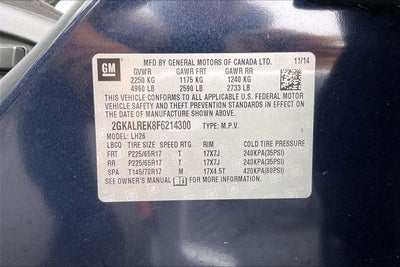 GM
MFD BY GENERAL MOTORS OF CANADA LTD. 11/14
GVWR GAWR FRT GAWR RR
2250 KG 1175 KG 1240 KG
4960 LB 2590 LB 2733 LB
THIS VEHICLE CONFORMS TO ALL APPLICABLE U.S. FEDERAL MOTOR
VEHICLE SAFETY, AND THEFT PREVENTION STANDARDS IN EFFECT ON
THE DATE OF MANUFACTURE SHOWN ABOVE.
2GKALREK8F6214300 TYPE: M.P.V.
MODEL: LH26
LBCQ TIRE SIZE SPEED RTG RIM COLD TIRE PRESSURE
FRT P225/65R17 T 17X7J 240KPA(35PSI)
RR P225/65R17 T 17X7J 240KPA(35PSI)
SPA T145/70R17 M 17X4.5T 420KPA(60PSI)
SEE OWNER'S MANUAL FOR MORE INFORMATION.